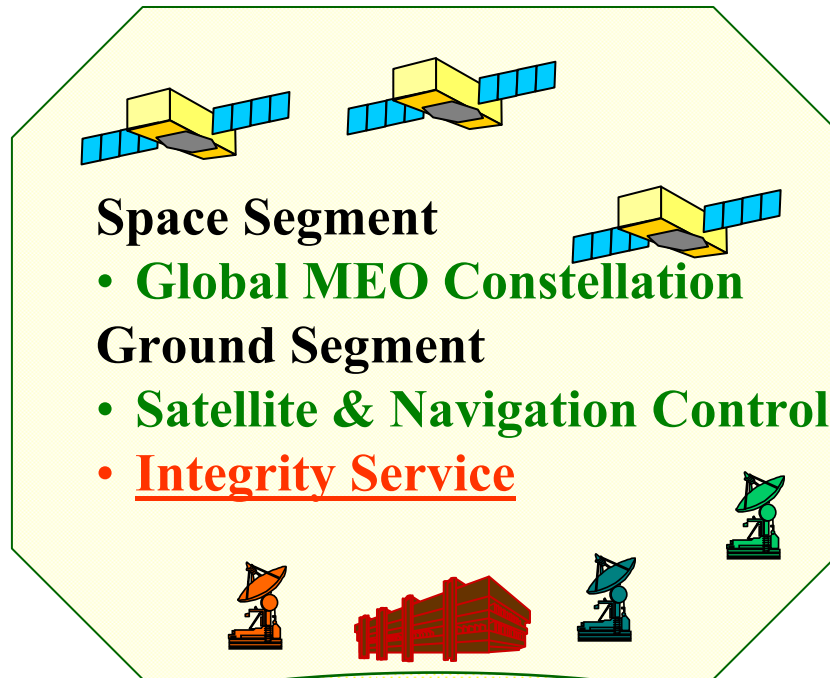 Space Segment
• Global MEO Constellation
Ground Segment
• Satellite & Navigation Control
• Integrity Service